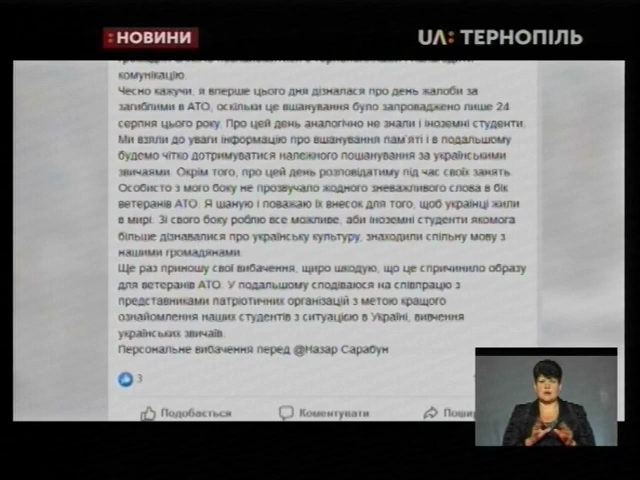 НОВИНИ
UA: ТЕРНОПІЛЬ
комунікацію.
Чесно кажучи, я вперше цього дня дізналася про день жалоби за
загиблими в АТО, оскільки це вшанування було запроваджено лише 24
серпня цього року. Про цей день аналогічно не знали і іноземні студенти.
Ми взяли до уваги інформацію про вшанування пам'яті і в подальшому
будемо чітко дотримуватися належного пошанування за українськими
звичаями. Окрім того, про цей день розповідатиму під час своїх занять.
Особисто з мого боку не прозвучало жодного зневажливого слова в бік
ветеранів АТО. Я шаную і поважаю їх внесок для того, щоб українці жили
в мирі. Зі свого боку роблю все можливе, аби іноземні студенти якомога
більше дізнавалися про українську культуру, знаходили спільну мову з
нашими громадянами.
Ще раз приношу свої вибачення, щиро шкодую, що це спричинило образу
для ветеранів АТО. У подальшому сподіваюся на співпрацю з
представниками патріотичних організацій з метою кращого
ознайомлення наших студентів з ситуацією в Україні, вивчення
українських звичаїв.
Персональне вибачення перед @Назар Сарабун
3
Подобається Коментувати Пошир